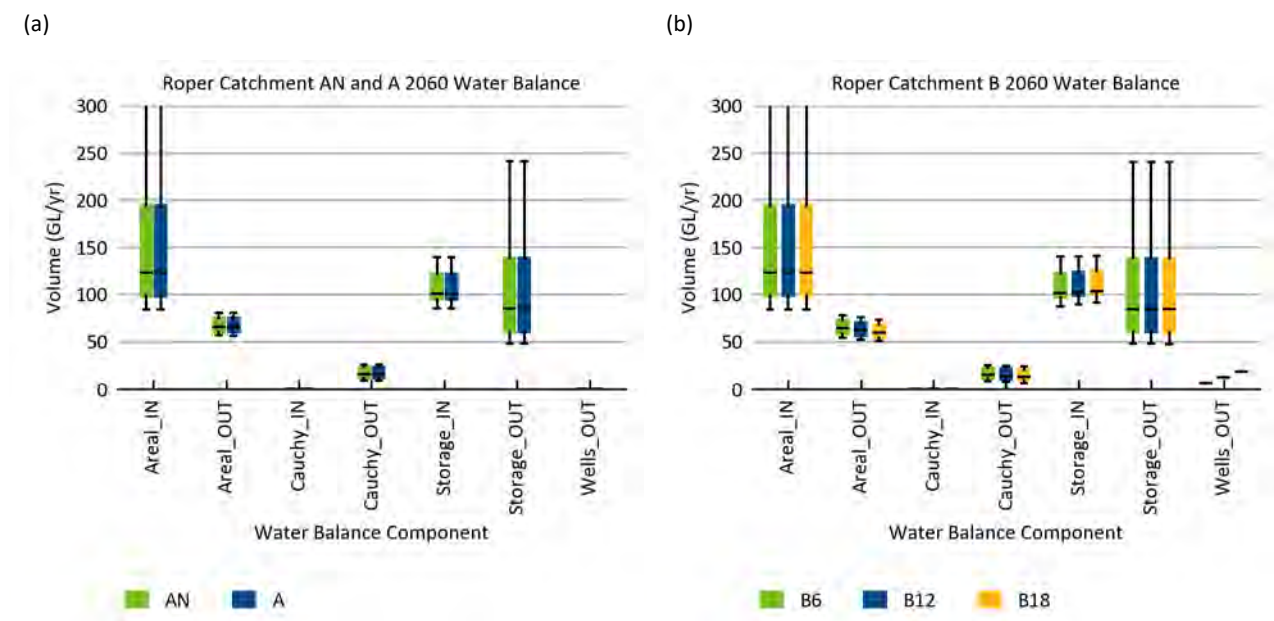 (a)
(b)
Roper Catchment AN and A 2060 Water Balance
300
250
200
150
100
50
0
Volume (GL/yr)
Areal_IN
Areal_OUT
Cauchy_IN
Cauchy_OUT
Storage_IN
Storage_OUT
Wells_OUT
Water Balance Component
AN A
Roper Catchment B 2060 Water Balance
300
250
200
150
100
50
0
Volume (GL/yr)
Areal_IN
Areal_OUT
Cauchy_IN
Cauchy_OUT
Storage_IN
Storage_OUT
Wells_OUT
Water Balance Component
B6 B12 B18